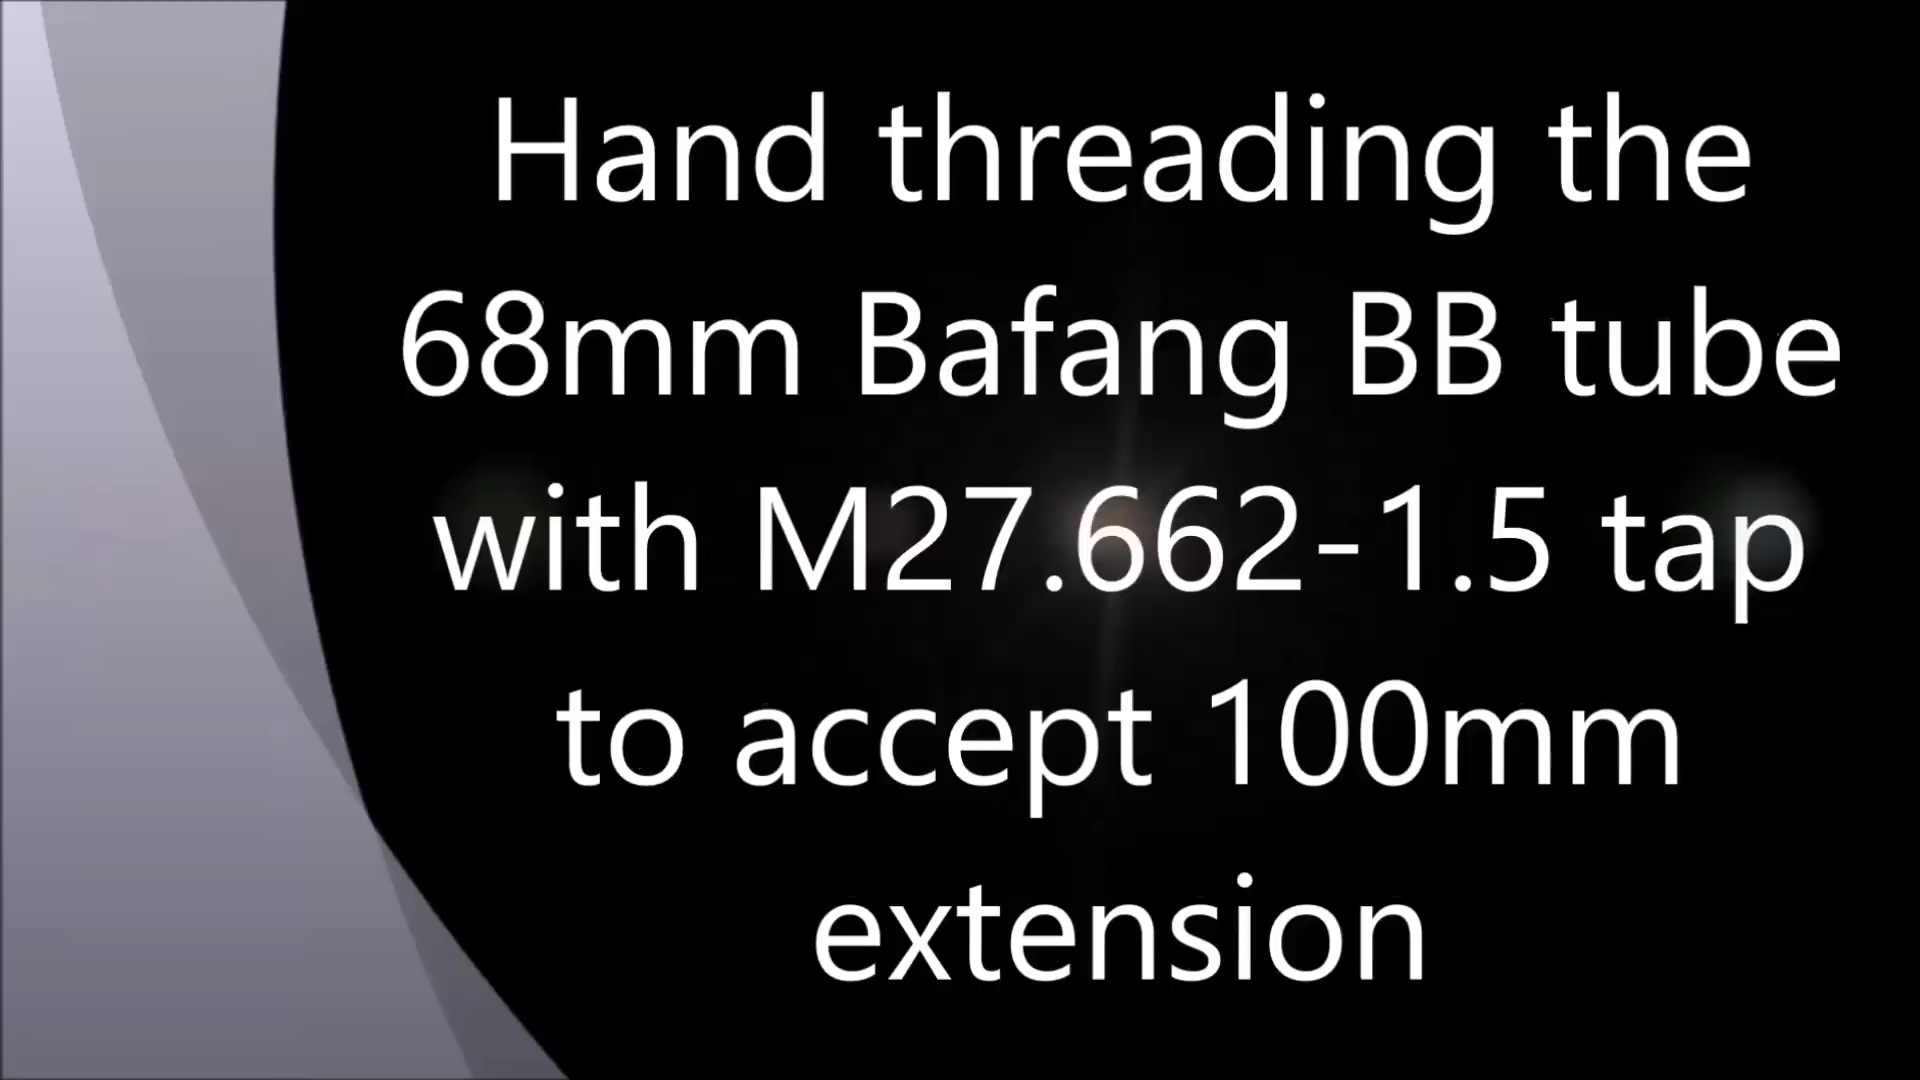 Hand threading the
68mm Bafang BB tube
with M27.662-1.5 tap
to accept 100mm
extension